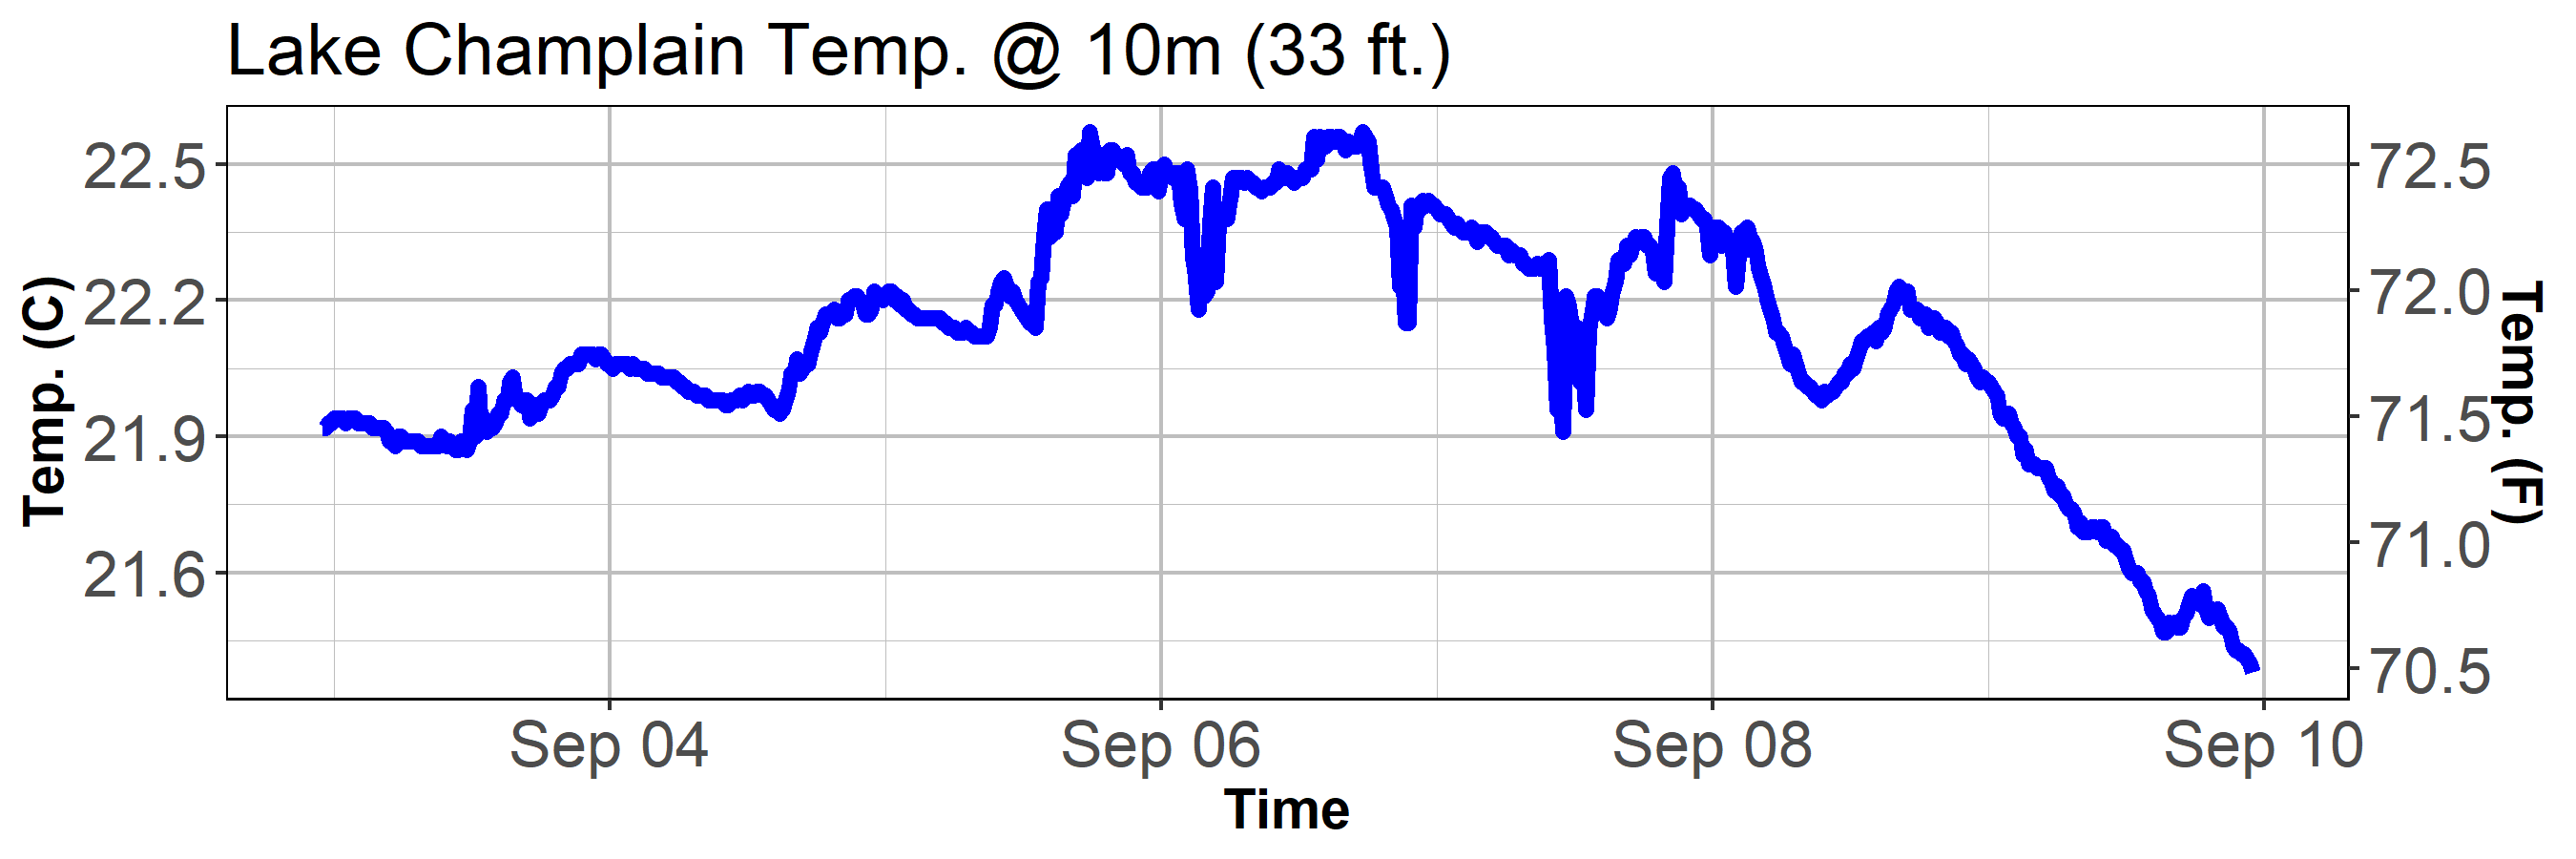 Lake Champlain Temp. @ 10m (33 ft.)
Temp. (C)
22.5
22.2
21.9
21.6
72.5
72.0
71.5
71.0
70.5
Temp. (F)
Sep 04 Sep 06 Sep 08 Sep 10
Time